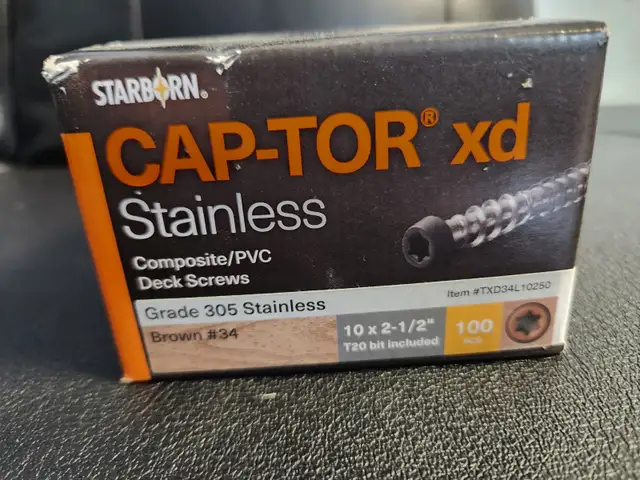 STARBORN®
CAP-TOR® xd
Stainless
Composite/PVC
Deck Screws
Item #TXD34L10250
Grade 305 Stainless
Brown #34
10 x 2-1/2"
T20 bit included
100
PCS